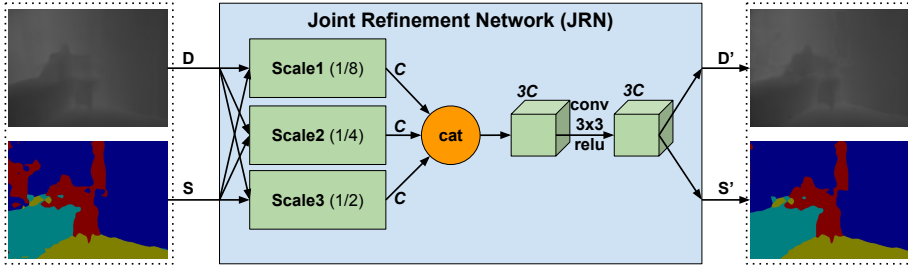 Joint Refinement Network (JRN)
D
S
Scale1 (1/8)
Scale2 (1/4)
Scale3 (1/2)
C
C
C
cat
3C
conv
3x3
relu
3C
D'
S'